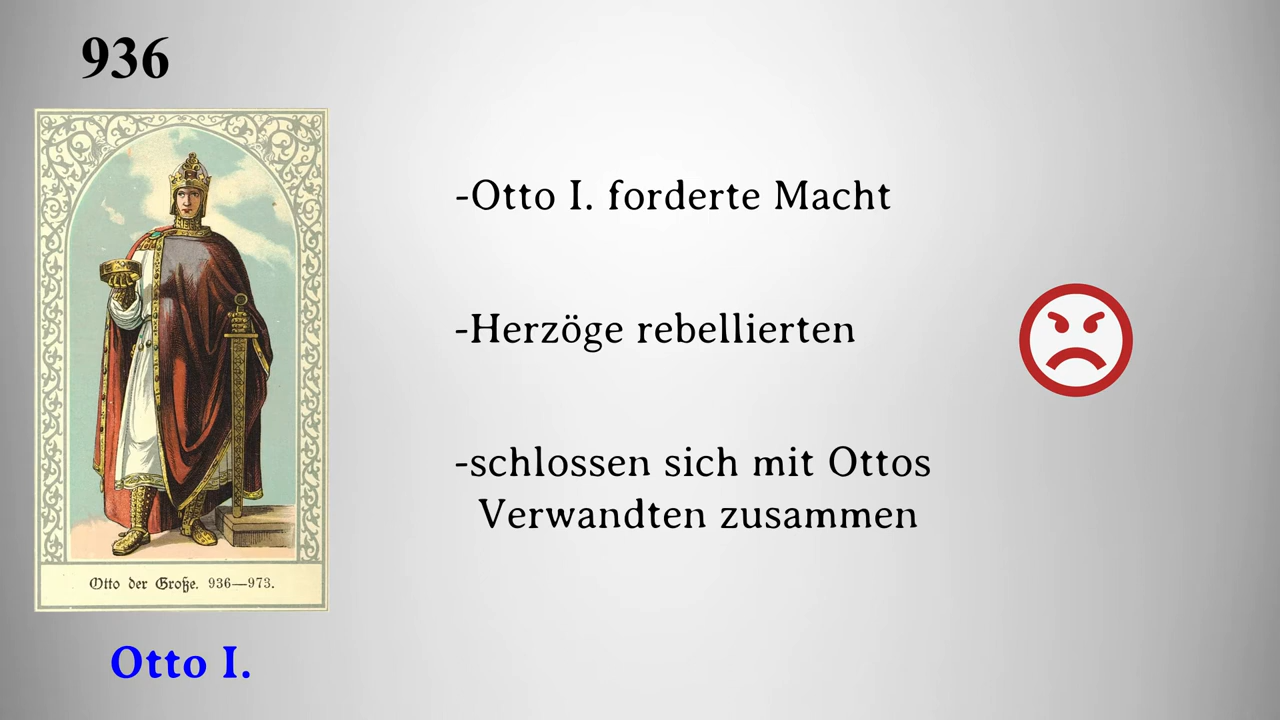 936
Otto der Große. 936—973.
Otto I.
-Otto I. forderte Macht
-Herzöge rebellierten
-schlossen sich mit Ottos
Verwandten zusammen